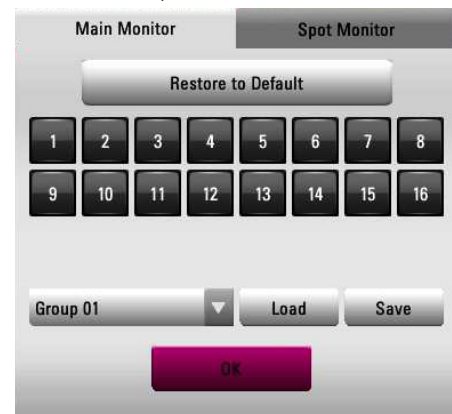 Main Monitor Spot Monitor
Restore to Default
1 2 3 4 5 6 7 8
9 10 11 12 13 14 15 16
Group 01 Load Save
OK